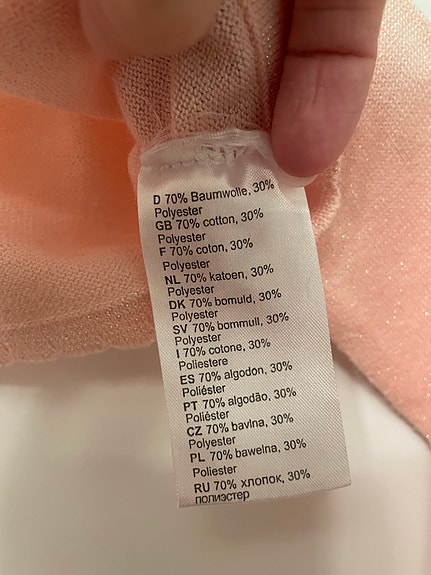 D 70% Baumwolle, 30%
Polyester
GB 70% cotton, 30%
Polyester
F 70% coton, 30%
Polyester
NL 70% katoen, 30%
Polyester
DK 70% bomuld, 30%
Polyester
SV 70% bommull, 30%
Polyester
I 70% cotone, 30%
Poliestere
ES 70% algodon, 30%
Poliéster
PT 70% algodão, 30%
Poliéster
CZ 70% bavlna, 30%
Polyester
PL 70% bawelna, 30%
Poliester
RU 70% хлопок, 30%
полиэстер